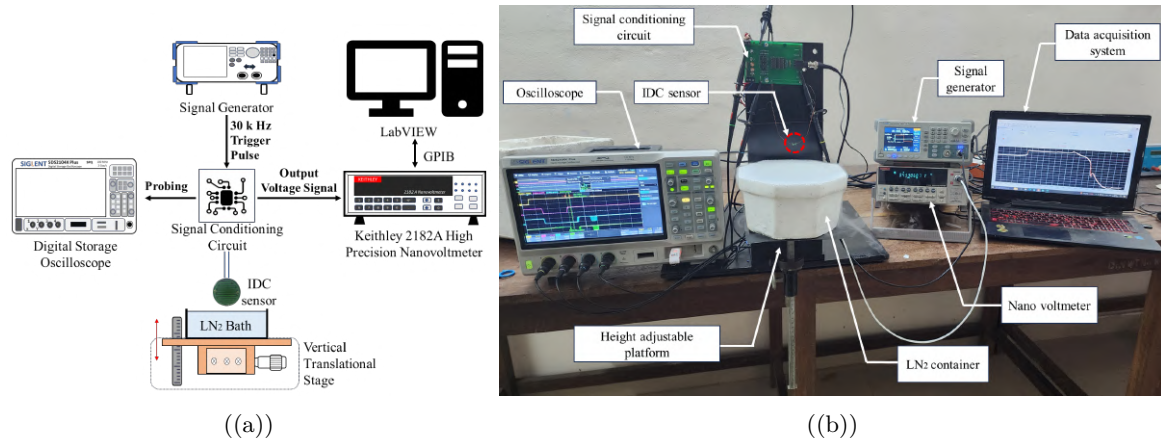 Signal Generator
30 k Hz
Trigger
Pulse
LabVIEW
GPIB
SIGLENT
Probing
Output
Voltage Signal
KEITHLEY
2182 A Nanovoltmeter
Signal Conditioning
Circuit
Digital Storage
Oscilloscope
Keithley 2182A High
Precision Nanovoltmeter
IDC
sensor
LN2 Bath
Vertical
Translational
Stage
((a))
Signal conditioning
circuit
Data acquisition
system
Oscilloscope
IDC sensor
Signal
generator
SIGLENT
Height adjustable
platform
Nano voltmeter
LN2 container
((b))